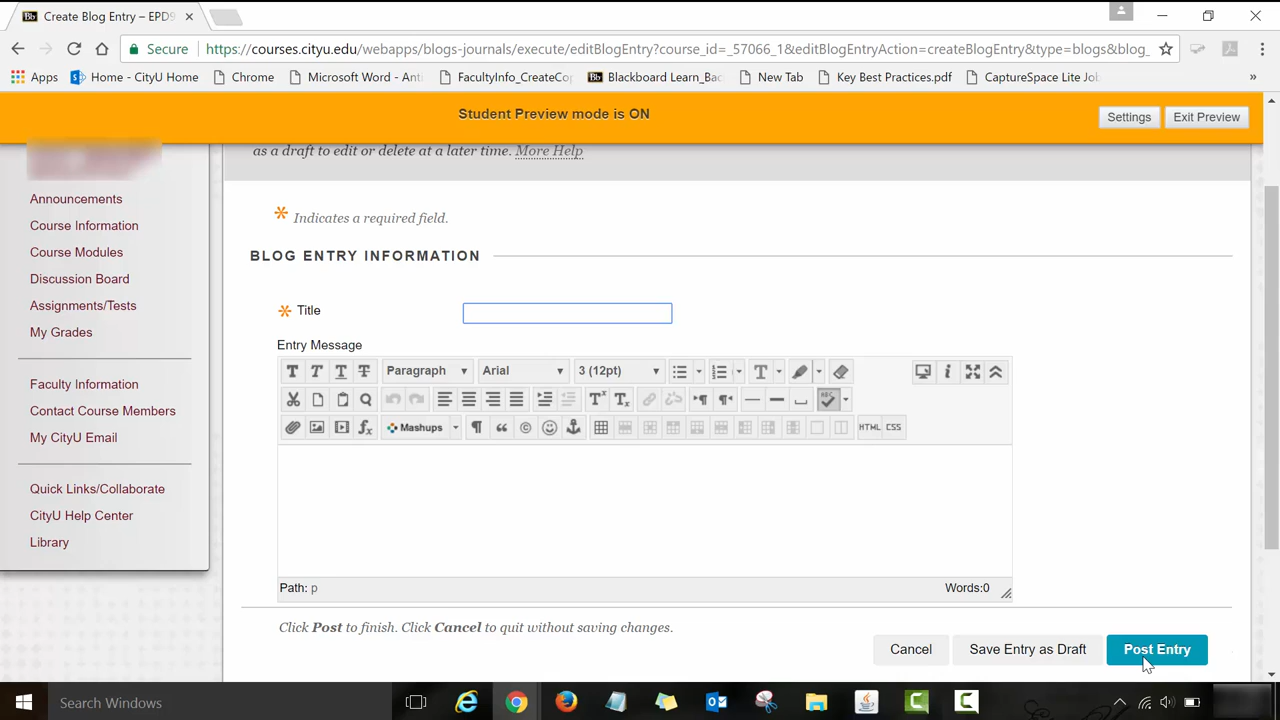 Create Blog Entry – EPD9
Secure
https://courses.cityu.edu/webapps/blogs-journals/execute/editBlogEntry?course_id=_57066_1&editBlogEntryAction=createBlogEntry&type=blogs&blog_
Apps
Home - CityU Home
Chrome
Microsoft Word - Anti
FacultyInfo_CreateCop
Blackboard Learn_Ba
New Tab
Key Best Practices.pdf
CaptureSpace Lite Jo
Student Preview mode is ON
Settings
Exit Preview
as a draft to edit or delete at a later time. More Help
Announcements
Course Information
Course Modules
Discussion Board
Assignments/Tests
My Grades
Faculty Information
Contact Course Members
My CityU Email
Quick Links/Collaborate
CityU Help Center
Library
Indicates a required field.
BLOG ENTRY INFORMATION
Title
Entry Message
Paragraph
Arial
3 (12pt)
Mashups
HTML
CSS
Path: p
Words:0
Click Post to finish. Click Cancel to quit without saving changes.
Cancel
Save Entry as Draft
Post Entry
Search Windows